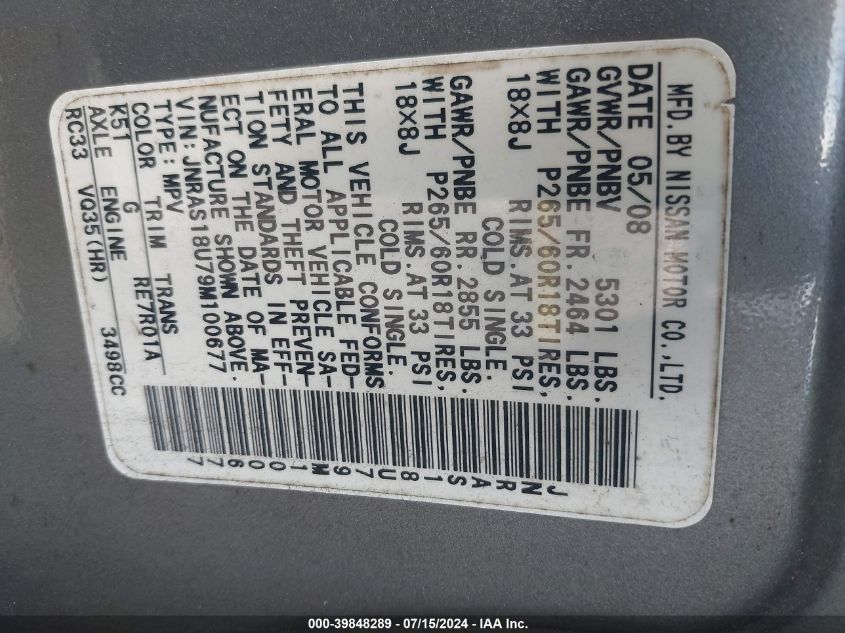 MFD. BY NISSAN MOTOR CO., LTD.
DATE 05/08
GVWR/PNBV 5301 LBS.
GAWR/PNBE FR. 2464 LBS.
WITH P265/60R18TIRES,
18X8J RIMS. AT 33 PSI
COLD SINGLE.
GAWR/PNBE RR. 2855 LBS.
WITH P265/60R18TIRES,
18X8J RIMS. AT 33 PSI
COLD SINGLE.
THIS VEHICLE CONFORMS
TO ALL APPLICABLE FED-
ERAL MOTOR VEHICLE SA-
FETY AND THEFT PREVEN-
TION STANDARDS IN EFF-
ECT ON THE DATE OF MA-
NUFACTURE SHOWN ABOVE.
VIN: JNRAS18U79M100677
TYPE: MPV
COLOR TRIM TRANS
K51 G RE7R01A
AXLE ENGINE
RC33 VQ35(HR) 3498CC
JNRAS18U79M100677
000-39848289 - 07/15/2024 - IAA Inc.